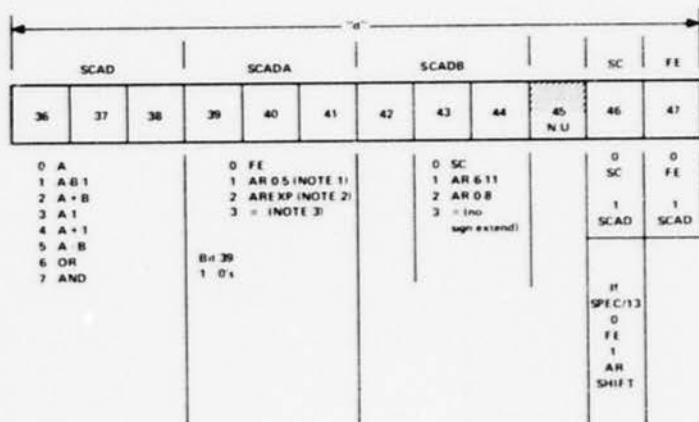 "d"
SCAD SCADA SCADB SC FE
36 37 38 39 40 41 42 43 44 45 46 47
N.U
0 A
1 A-B-1
2 A + B
3 A-1
4 A + 1
5 A-B
6 OR
7 AND
0 FE
1 AR 0-5 (NOTE 1)
2 AREXP (NOTE 2)
3 = (NOTE 3)
Bit 39
1 0's
0 SC
1 AR 6-11
2 AR 0-8
3 = (no
sign extend)
0
SC
1
SCAD
0
FE
1
SCAD
If
SPEC/13
0
FE
1
AR
SHIFT